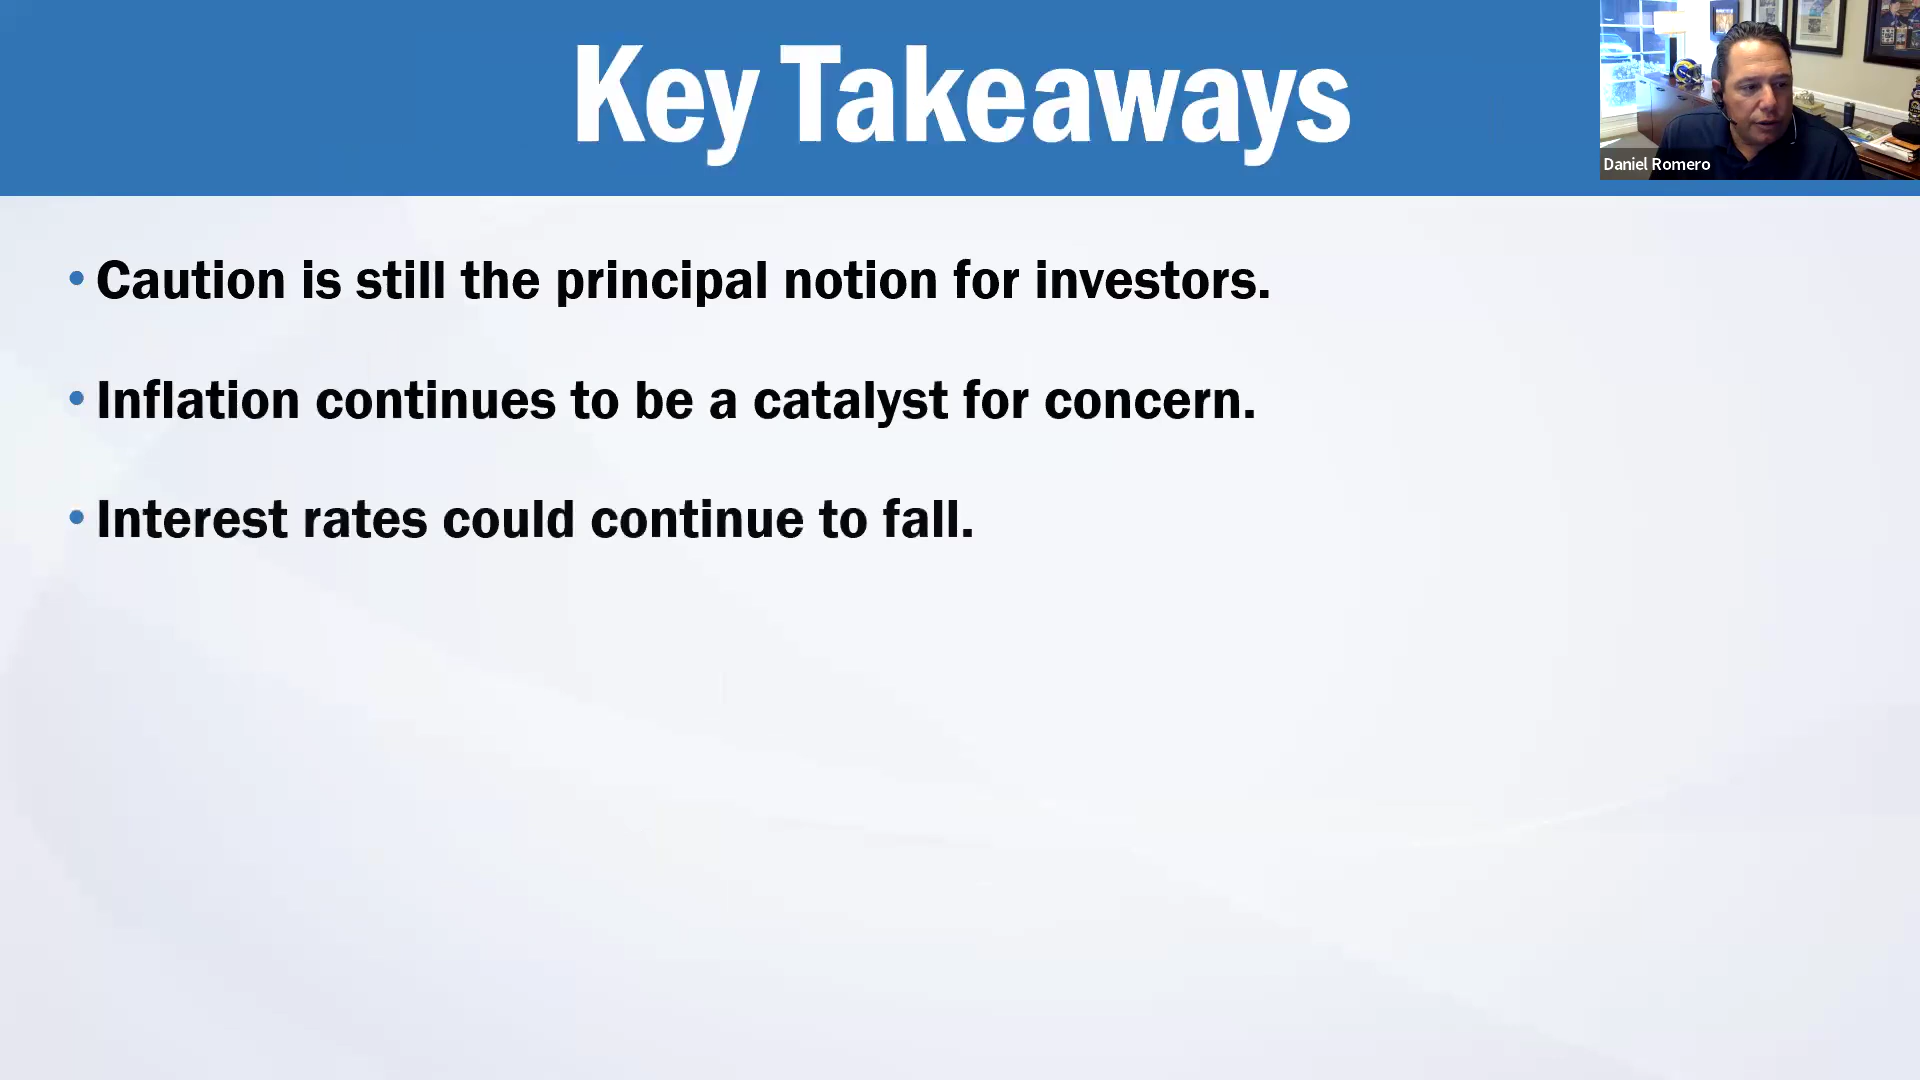 Key Takeaways
Daniel Romero
• Caution is still the principal notion for investors.
• Inflation continues to be a catalyst for concern.
• Interest rates could continue to fall.